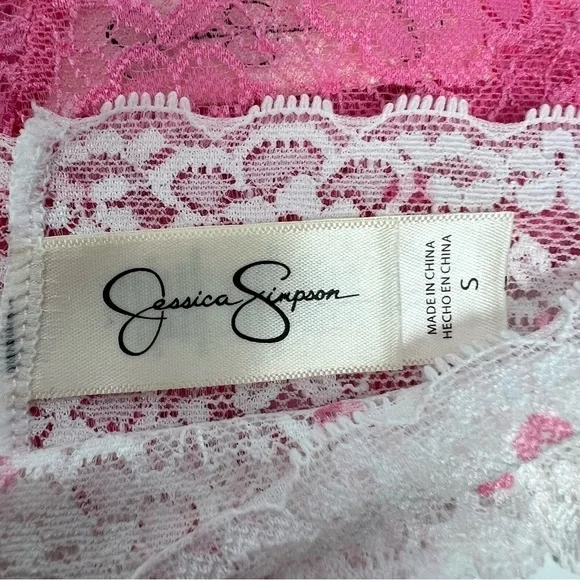 Jessica Simpson
MADE IN CHINA
HECHO EN CHINA
S